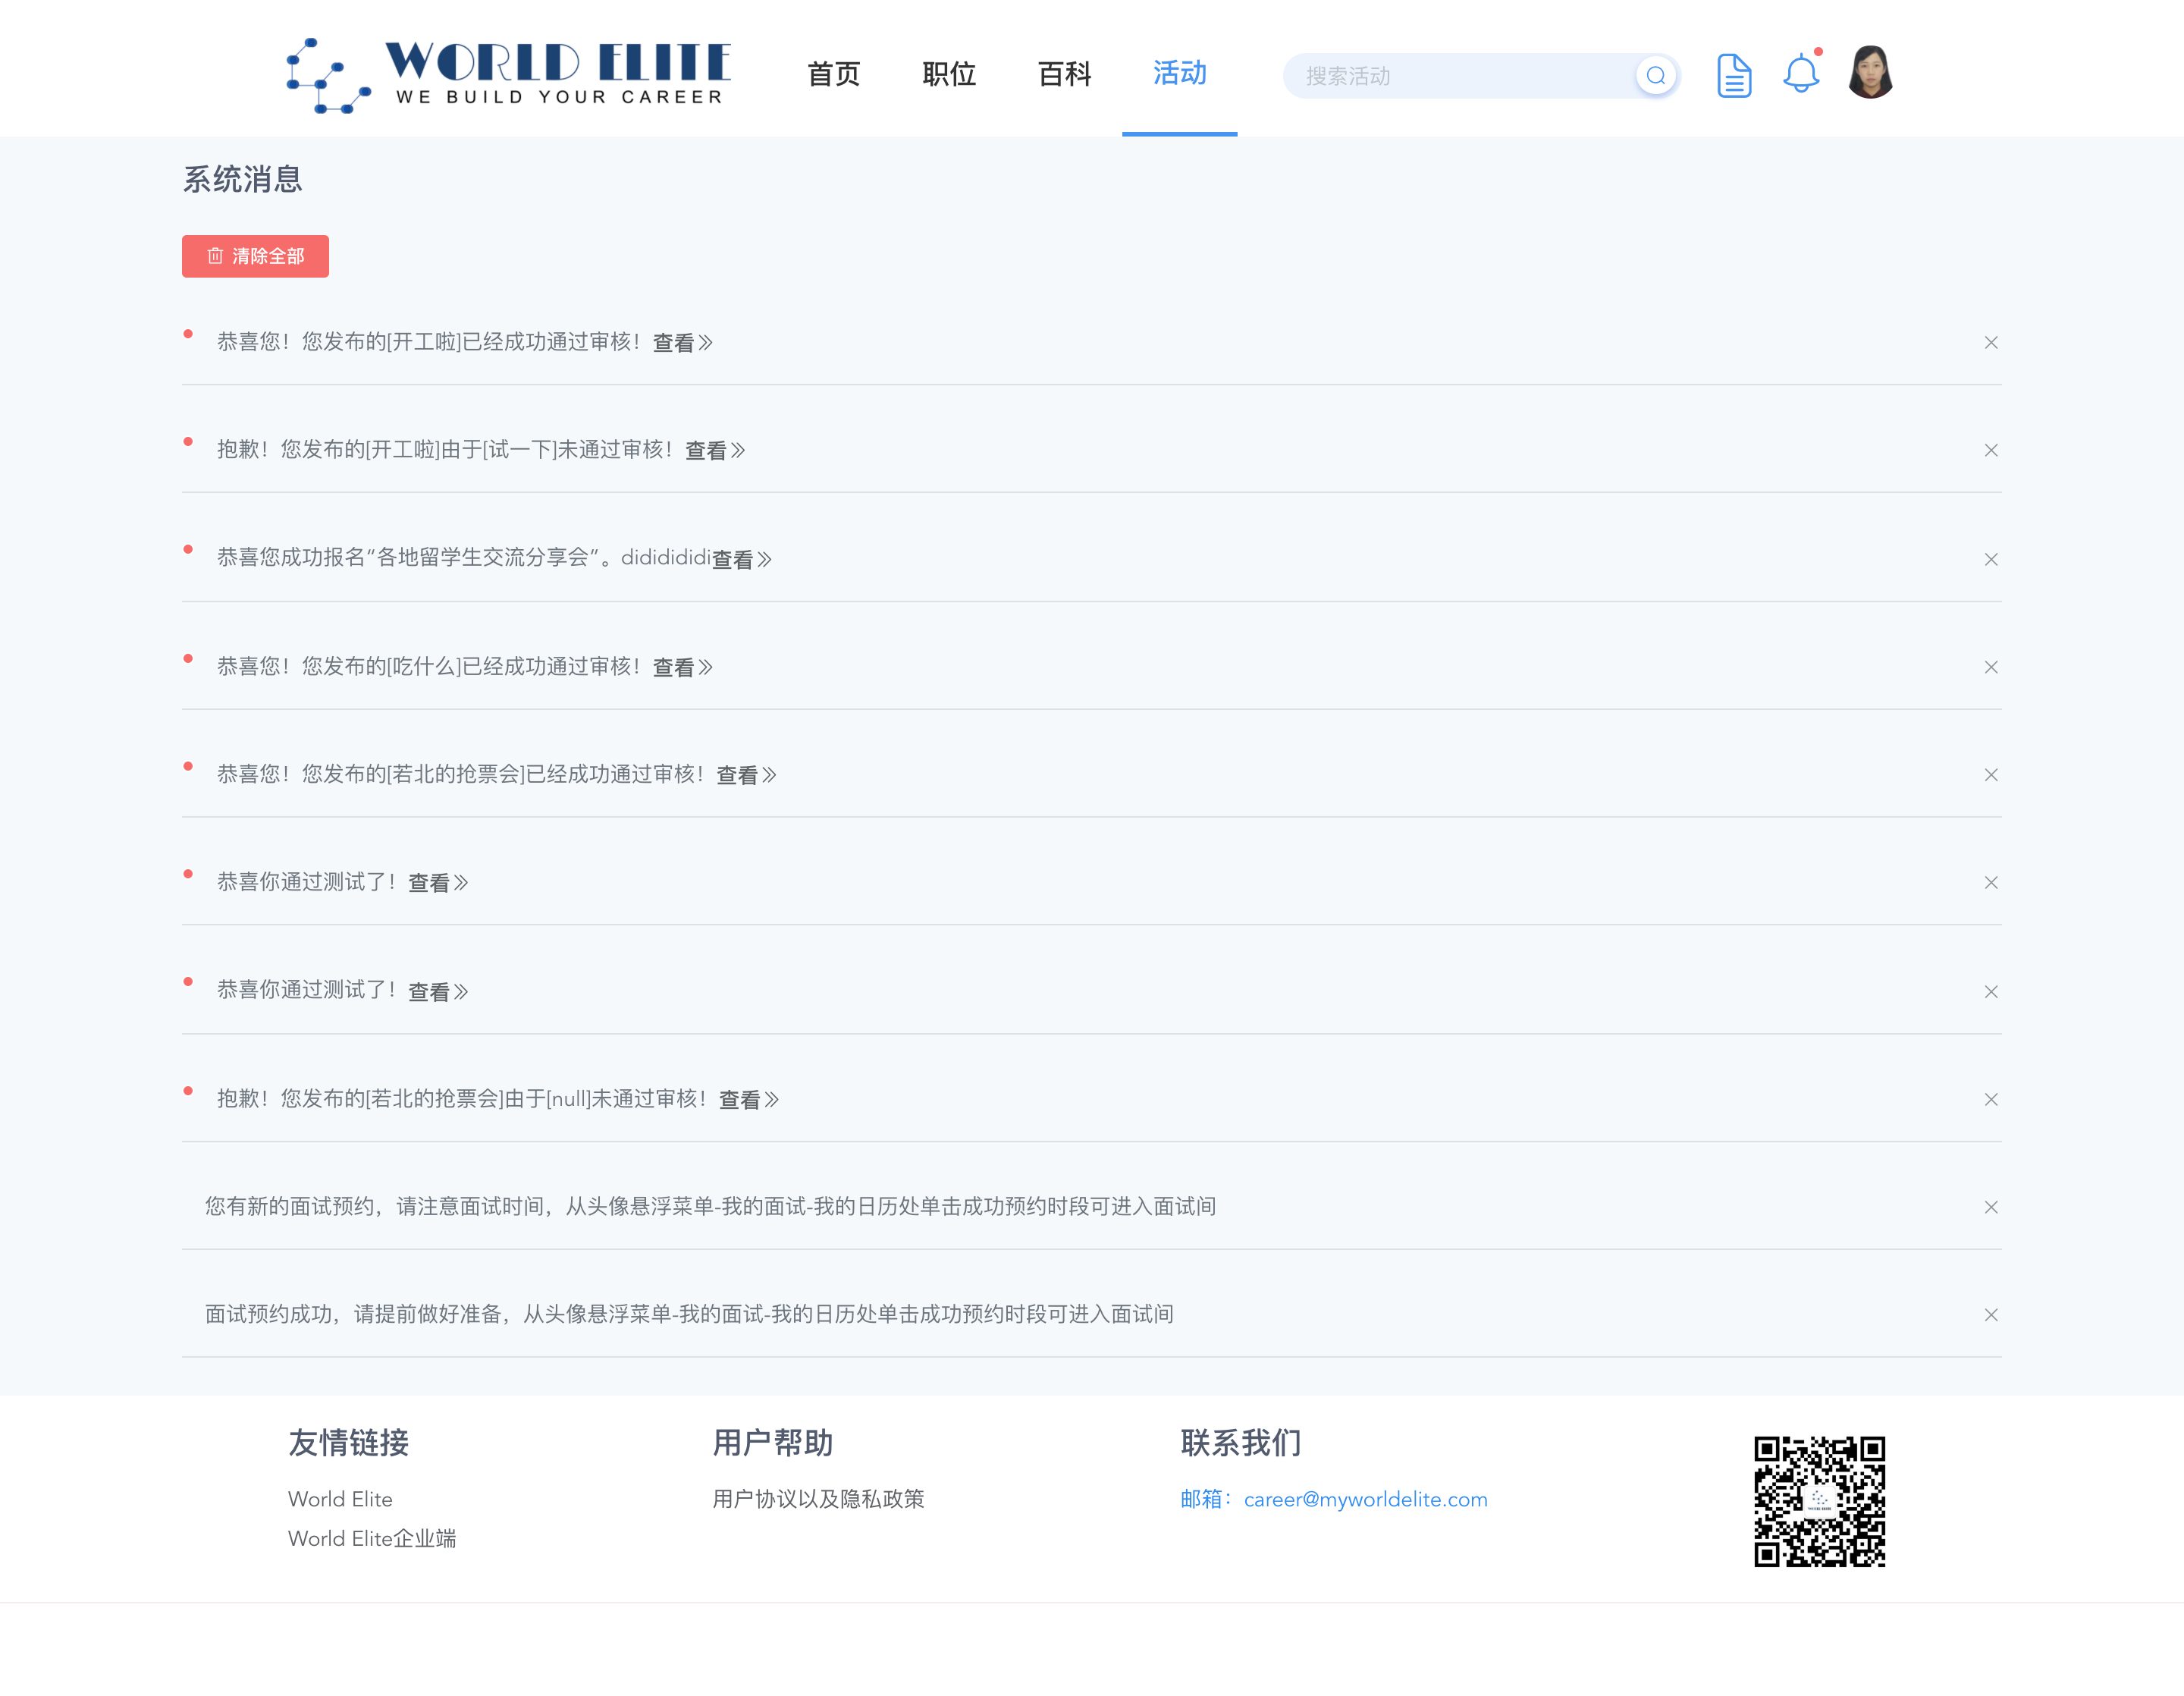 WORLD ELITE
WE BUILD YOUR CAREER
首页
职位
百科
活动
搜索活动
系统消息
清除全部
恭喜您！您发布的[开工啦]已经成功通过审核！查看
抱歉！您发布的[开工啦]由于[试一下]未通过审核！查看
恭喜您成功报名“各地留学生交流分享会”。dididididi查看
恭喜您！您发布的[吃什么]已经成功通过审核！查看
恭喜您！您发布的[若北的抢票会]已经成功通过审核！查看
恭喜你通过测试了！查看
恭喜你通过测试了！查看
抱歉！您发布的[若北的抢票会]由于[null]未通过审核！查看
您有新的面试预约，请注意面试时间，从头像悬浮菜单-我的面试-我的日历处单击成功预约时段可进入面试间
面试预约成功，请提前做好准备，从头像悬浮菜单-我的面试-我的日历处单击成功预约时段可进入面试间
友情链接
World Elite
World Elite企业端
用户帮助
用户协议以及隐私政策
联系我们
邮箱：career@myworldelite.com